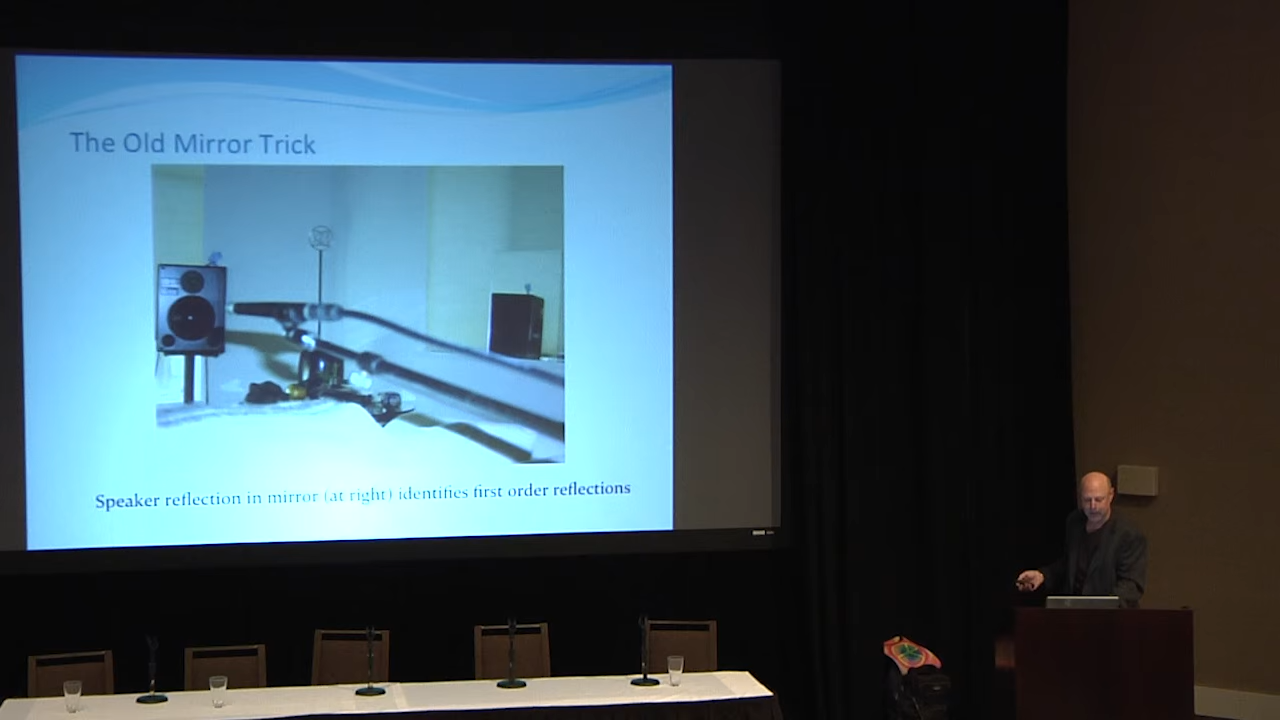 The Old Mirror Trick
Speaker reflection in mirror (at right) identifies first order reflections